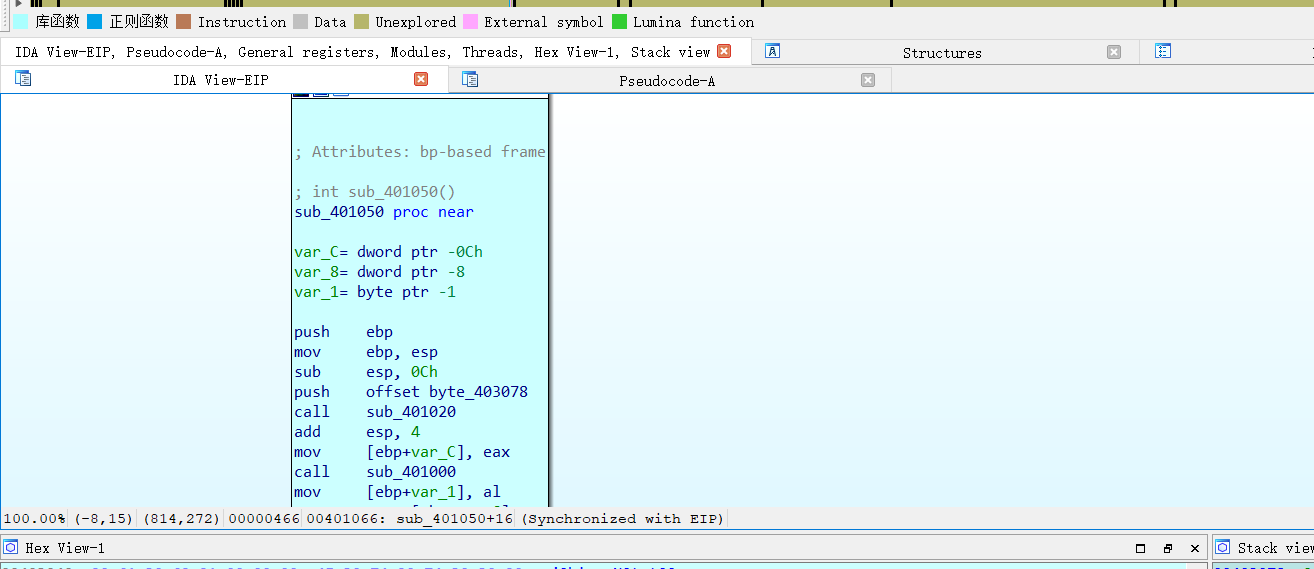 库函数 正则函数 Instruction Data Unexplored External symbol Lumina function
IDA View-EIP, Pseudocode-A, General registers, Modules, Threads, Hex View-1, Stack view Structures
IDA View-EIP Pseudocode-A
; Attributes: bp-based frame
; int sub_401050()
sub_401050 proc near
var_C= dword ptr -0Ch
var_8= dword ptr -8
var_1= byte ptr -1
push ebp
mov ebp, esp
sub esp, 0Ch
push offset byte_403078
call sub_401020
add esp, 4
mov [ebp+var_C], eax
call sub_401000
mov [ebp+var_1], al
100.00% (-8,15) (814,272) 00000466 00401066: sub_401050+16 (Synchronized with EIP)
Hex View-1 Stack view